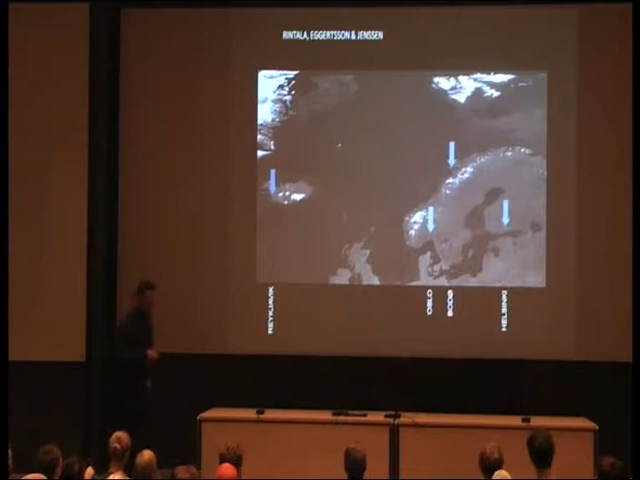 RINTALA, EGGERTSSON & JENSSEN
REYKJAVIK
OSLO
BODØ
HELSINKI